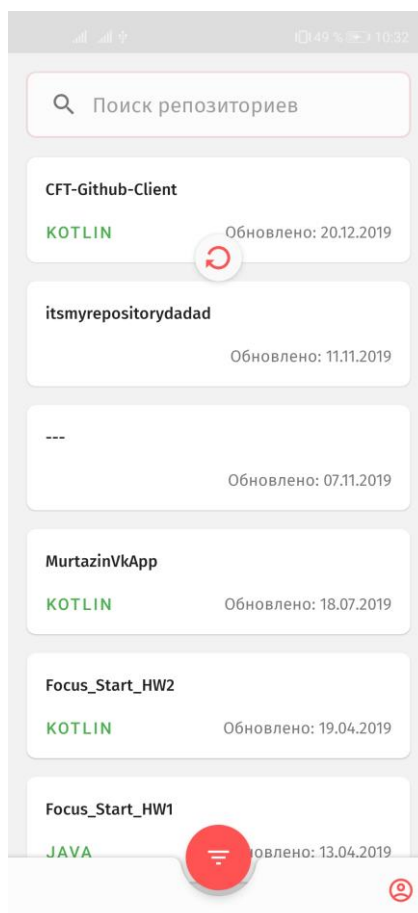 49 % 10:32
Поиск репозиториев
CFT-Github-Client
KOTLIN Обновлено: 20.12.2019
itsmyrepositorydadad
Обновлено: 11.11.2019
---
Обновлено: 07.11.2019
MurtazinVkApp
KOTLIN Обновлено: 18.07.2019
Focus_Start_HW2
KOTLIN Обновлено: 19.04.2019
Focus_Start_HW1
JAVA овлено: 13.04.2019